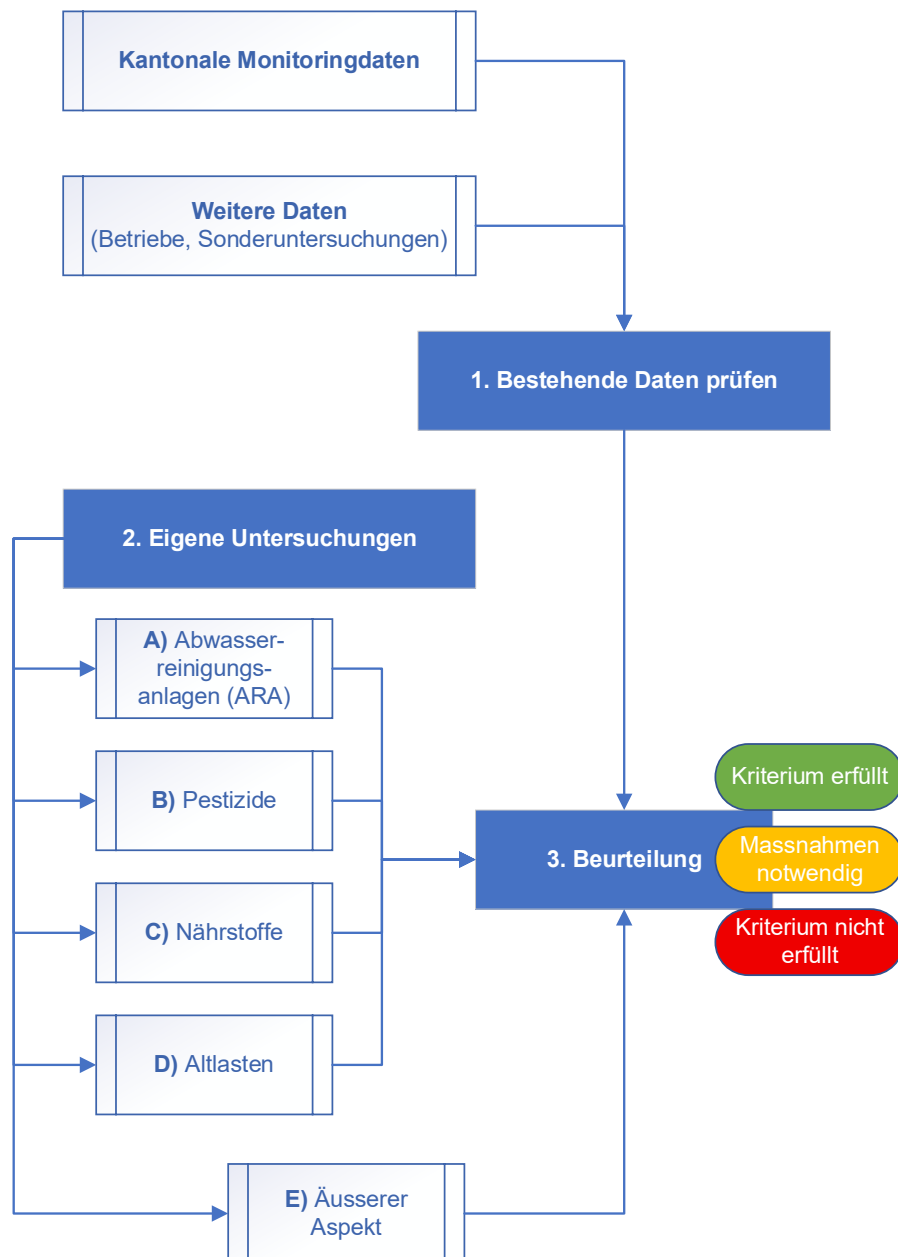 Kantonale Monitoringdaten
Weitere Daten
(Betriebe, Sonderuntersuchungen)
1. Bestehende Daten prüfen
2. Eigene Untersuchungen
A) Abwasser-
reinigungs-
anlagen (ARA)
B) Pestizide
C) Nährstoffe
D) Altlasten
E) Äusserer
Aspekt
3. Beurteilung
Kriterium erfüllt
Massnahmen
notwendig
Kriterium nicht
erfüllt